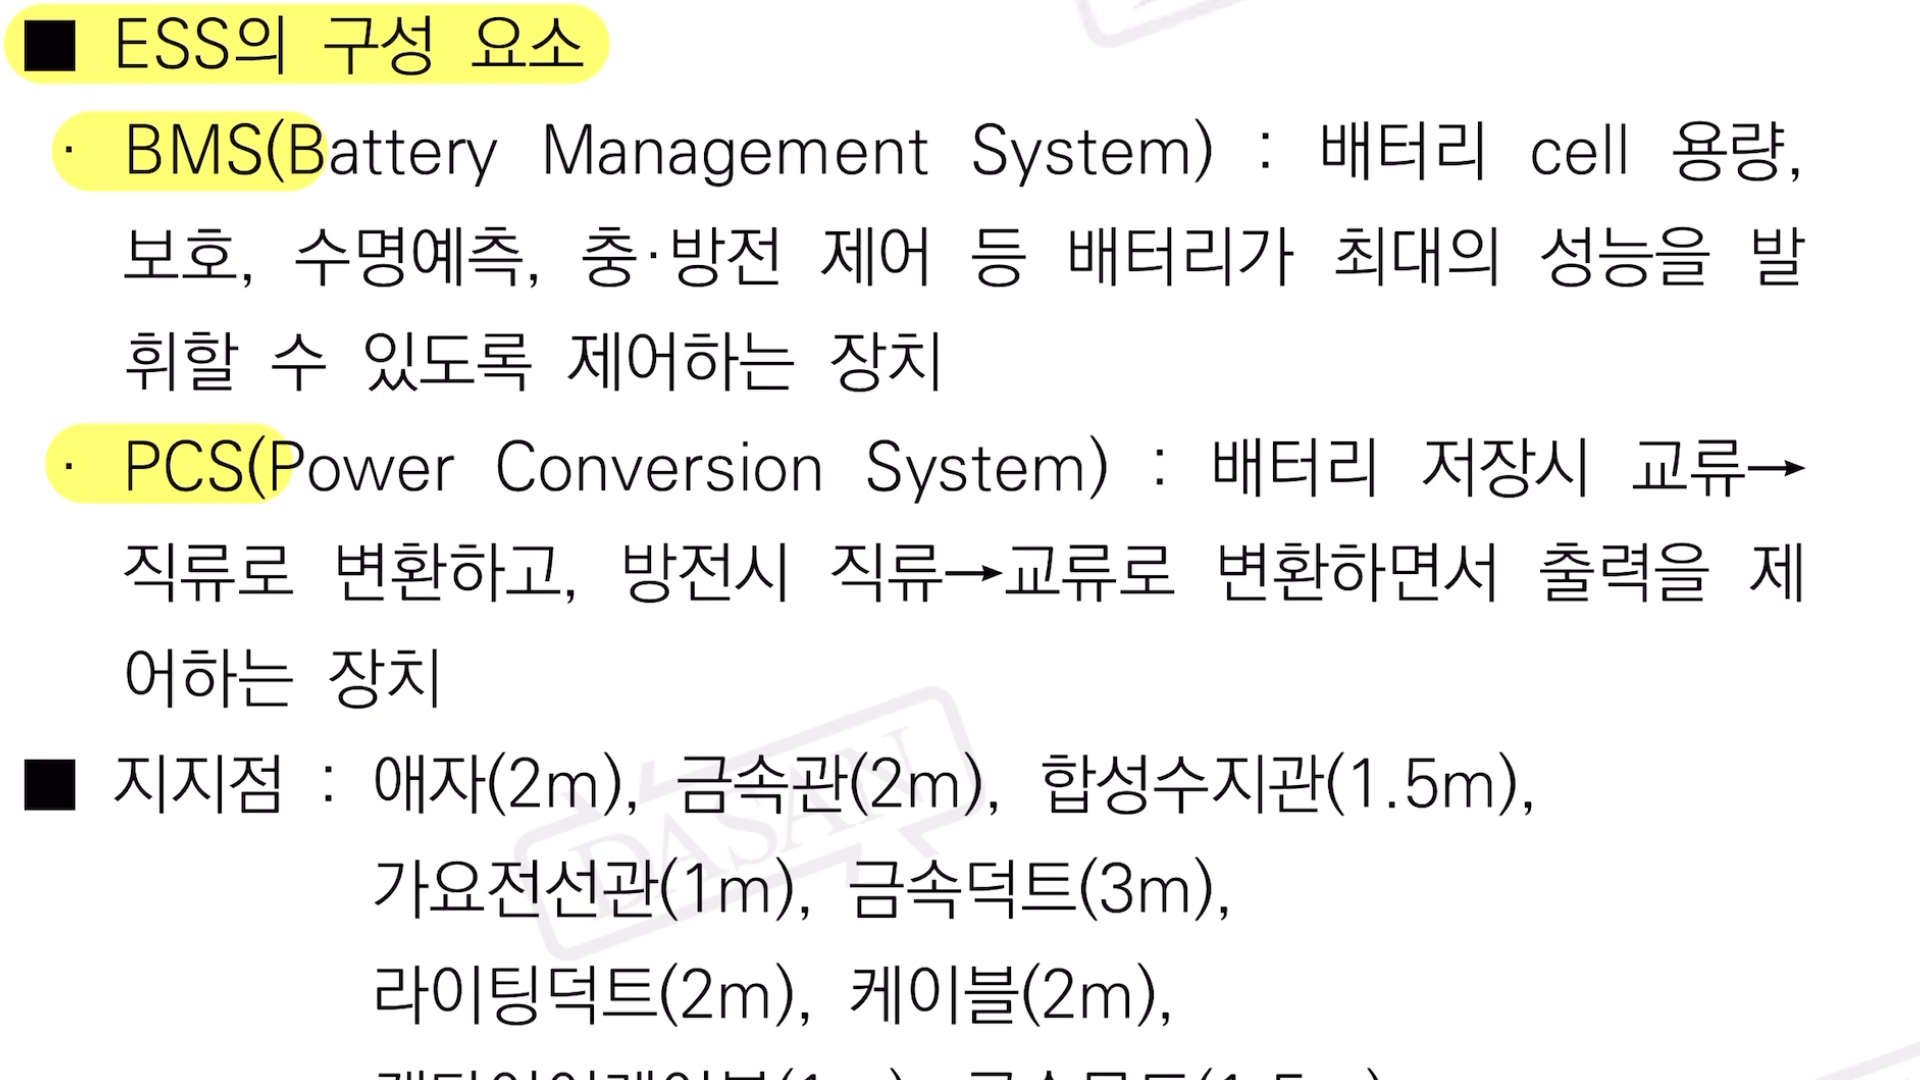 ■ ESS의 구성 요소
· BMS(Battery Management System) : 배터리 cell 용량,
보호, 수명예측, 충·방전 제어 등 배터리가 최대의 성능을 발
휘할 수 있도록 제어하는 장치
· PCS(Power Conversion System) : 배터리 저장시 교류→
직류로 변환하고, 방전시 직류→교류로 변환하면서 출력을 제
어하는 장치
■ 지지점 : 애자(2m), 금속관(2m), 합성수지관(1.5m),
가요전선관(1m), 금속덕트(3m),
라이팅덕트(2m), 케이블(2m),
DASAN